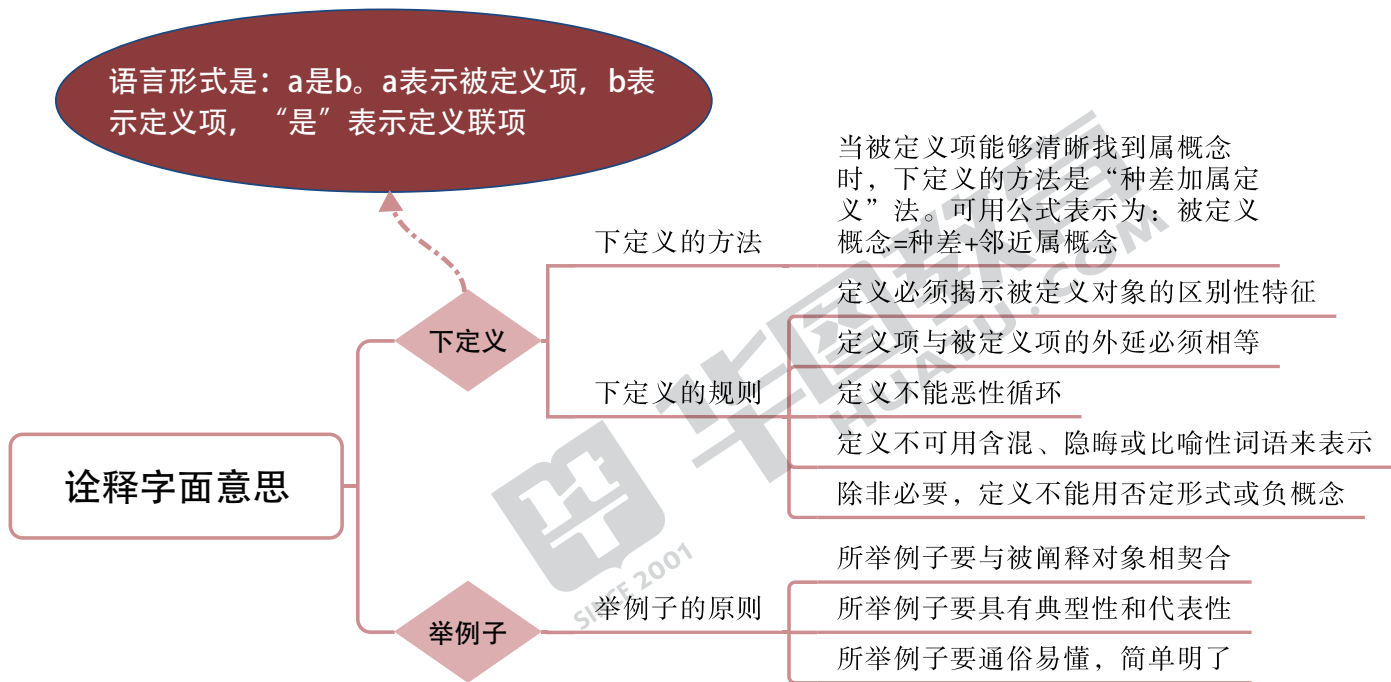 语言形式是：a是b。a表示被定义项，b表
示定义项，“是”表示定义联项
当被定义项能够清晰找到属概念
时，下定义的方法是“种差加属定
义”法。可用公式表示为：被定义
概念=种差+邻近属概念
下定义的方法
定义必须揭示被定义对象的区别性特征
定义项与被定义项的外延必须相等
下定义
下定义的规则
定义不能恶性循环
定义不可用含混、隐晦或比喻性词语来表示
除非必要，定义不能用否定形式或负概念
诠释字面意思
所举例子要与被阐释对象相契合
举例子的原则
所举例子要具有典型性和代表性
举例子
所举例子要通俗易懂，简单明了
华图教育
HUATU.COM
SINCE 2001